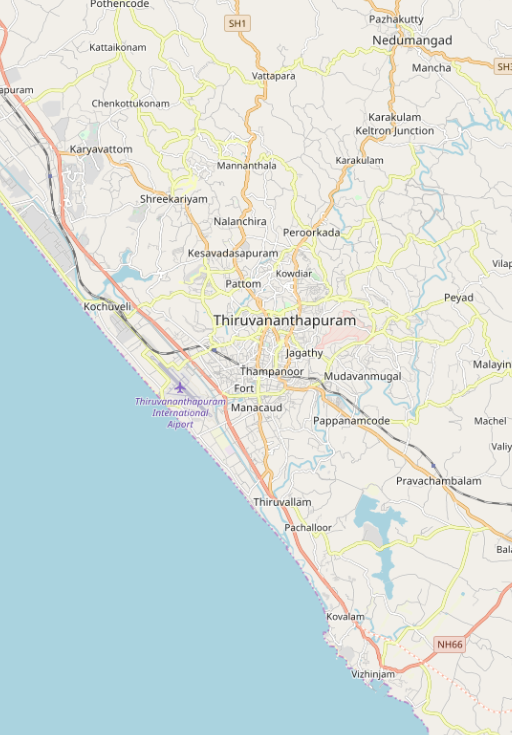 Pothencode
SH1
Pazhakutty
Nedumangad
Kattaikonam
Vattapara
Mancha
SH3
apuram
Chenkottukonam
Karakulam
Keltron Junction
Karyavattom
Mannanthala
Karakulam
Shreekariyam
Nalanchira
Peroorkada
Kesavadasapuram
Vilap
Kowdiar
Pattom
Peyad
Kochuveli
Thiruvananthapuram
Jagathy
Malayin
Thampanoor
Mudavanmugal
Fort
Thiruvananthapuram
International
Aiport
Manacaud
Pappanamcode
Machel
Valiy
Pravachambalam
Thiruvallam
Pachalloor
Bala
Kovalam
NH66
Vizhinjam